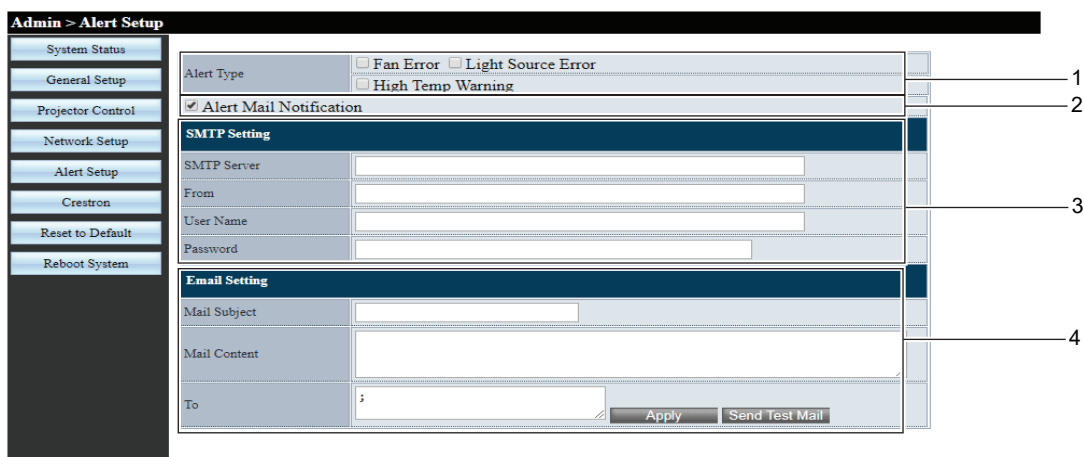 Admin > Alert Setup
System Status
General Setup
Projector Control
Network Setup
Alert Setup
Crestron
Reset to Default
Reboot System
Alert Type
Fan Error Light Source Error
High Temp Warning
1
Alert Mail Notification
2
SMTP Setting
SMTP Server
From
User Name
Password
3
Email Setting
Mail Subject
Mail Content
4
To
;
Apply Send Test Mail